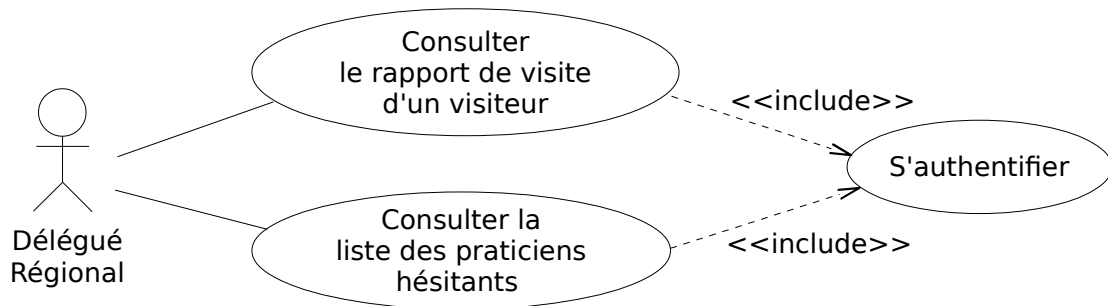 Consulter
le rapport de visite
d'un visiteur
<<include>>
S'authentifier
Délégué
Régional
Consulter la
liste des praticiens
hésitants
<<include>>